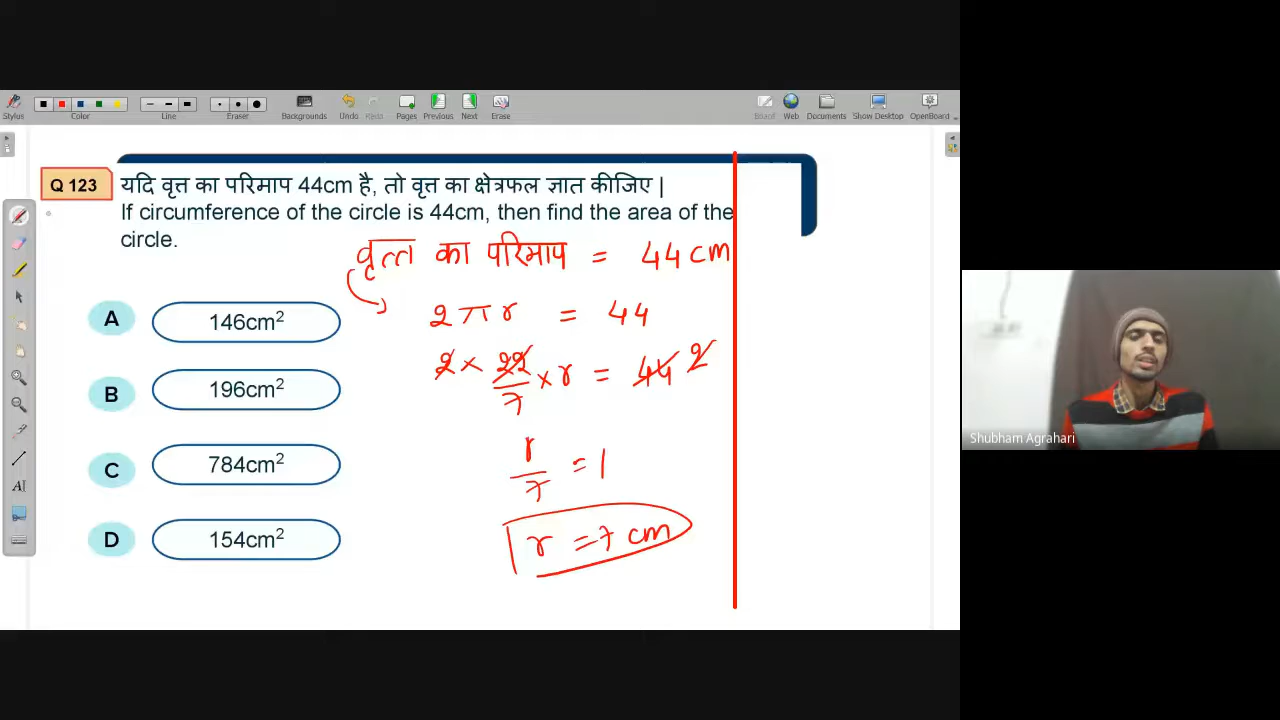 Stylus
Color
Line
Eraser
Backgrounds
Undo
Redo
Pages
Previous
Next
Erase
Board
Web
Documents
Show Desktop
OpenBoard
Q 123
यदि वृत्त का परिमाप 44cm है, तो वृत्त का क्षेत्रफल ज्ञात कीजिए |
If circumference of the circle is 44cm, then find the area of the
circle.
वृत्त का परिमाप = 44cm
2πr = 44
2 × 22/7 × r = 44 2
r/7 = 1
r = 7 cm
A 146cm²
B 196cm²
C 784cm²
D 154cm²
Shubham Agrahari